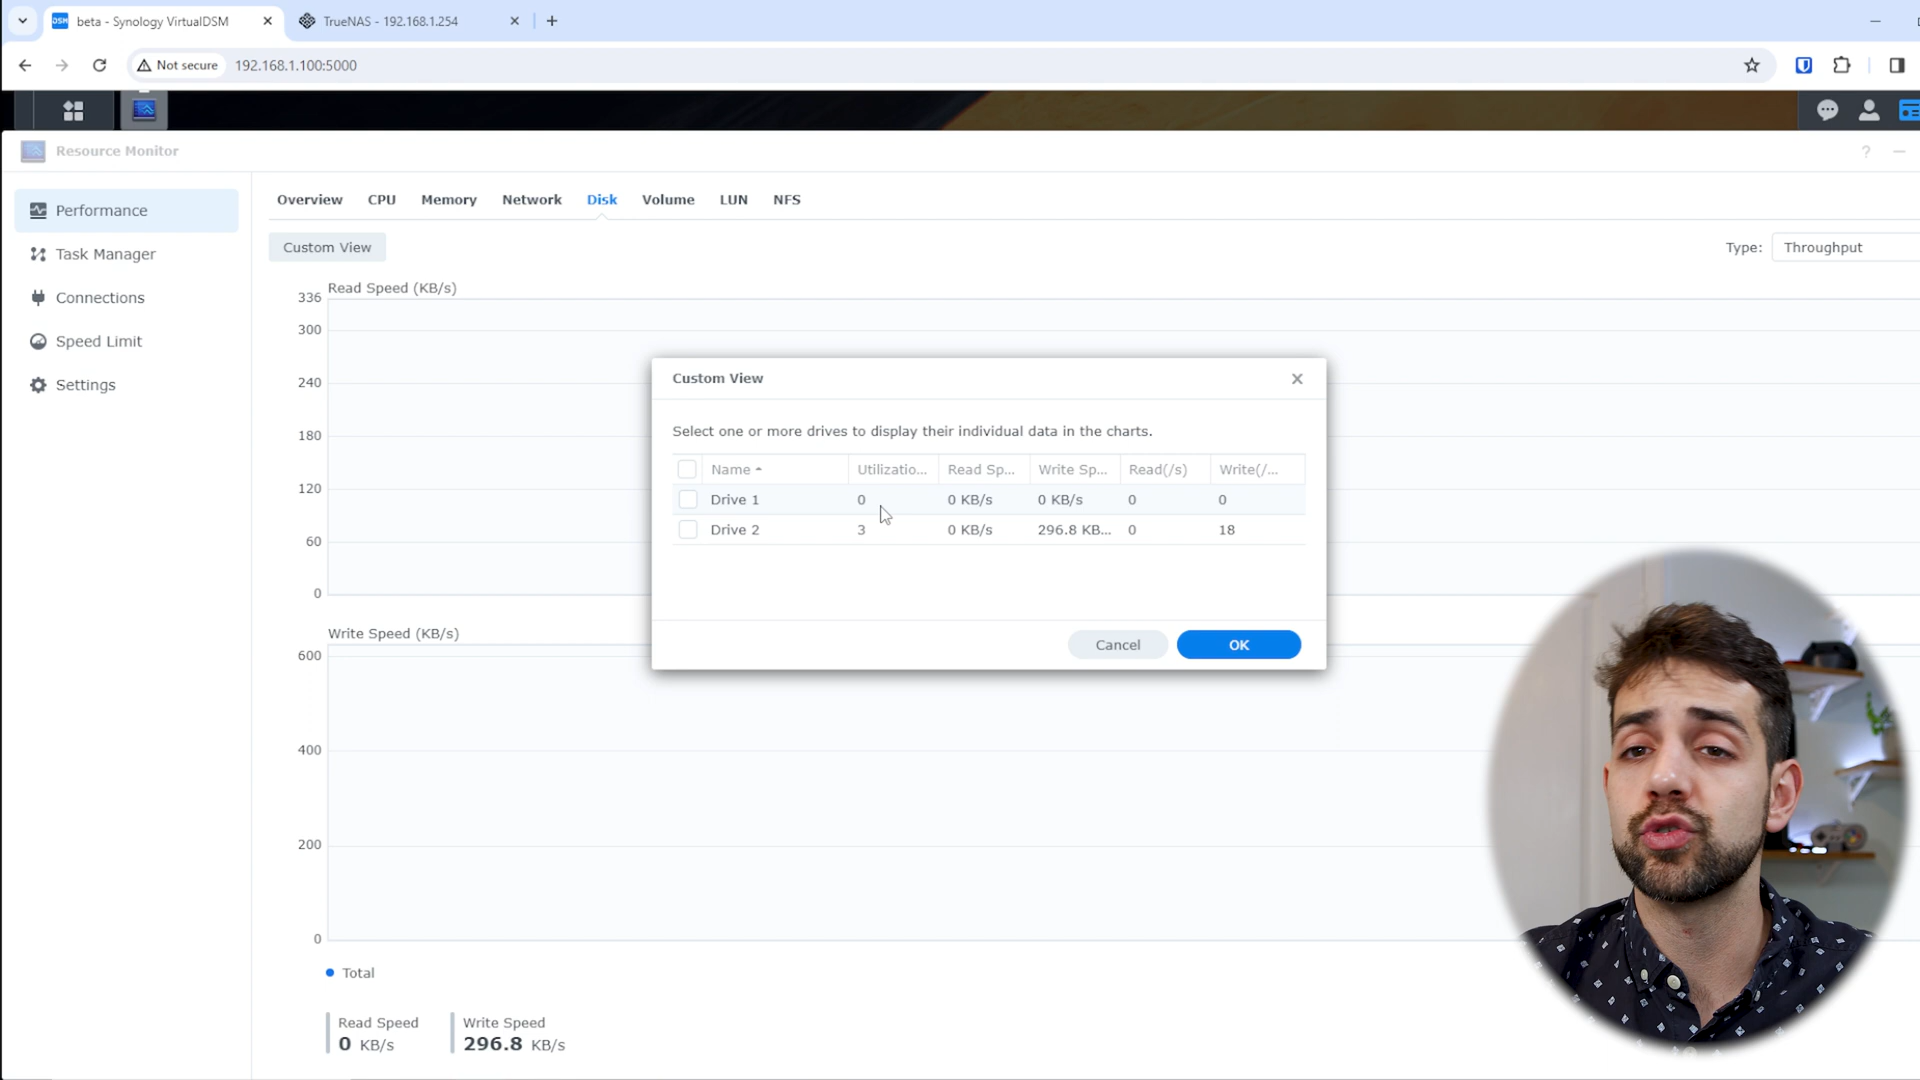 beta - Synology VirtualDSM
TrueNAS - 192.168.1.254
Not secure
192.168.1.100:5000
Resource Monitor
?
Performance
Task Manager
Connections
Speed Limit
Settings
Overview
CPU
Memory
Network
Disk
Volume
LUN
NFS
Custom View
Type:
Throughput
Read Speed (KB/s)
336
300
240
180
120
60
0
Custom View
Select one or more drives to display their individual data in the charts.
Name
Utilizatio...
Read Sp...
Write Sp...
Read(/s)
Write(/...
Drive 1
0
0 KB/s
0 KB/s
0
0
Drive 2
3
0 KB/s
296.8 KB...
0
18
Cancel
OK
Write Speed (KB/s)
600
400
200
0
Total
Read Speed
0 KB/s
Write Speed
296.8 KB/s